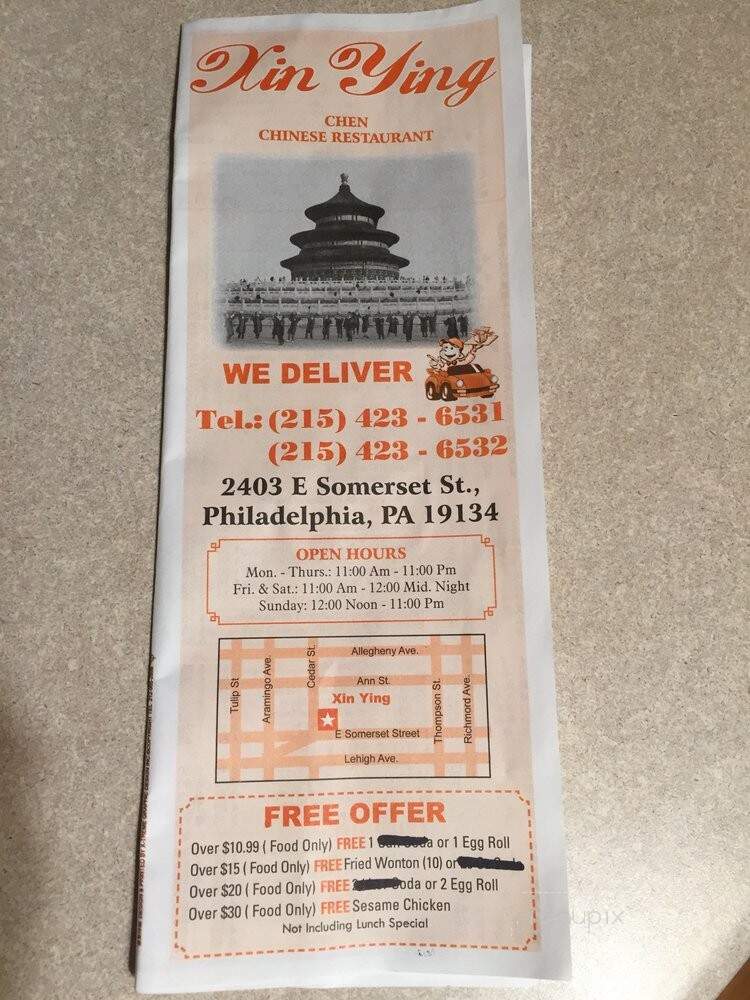 Xin Ying
CHEN
CHINESE RESTAURANT
WE DELIVER
Tel.: (215) 423 - 6531
(215) 423 - 6532
2403 E Somerset St.,
Philadelphia, PA 19134
OPEN HOURS
Mon. - Thurs.: 11:00 Am - 11:00 Pm
Fri. & Sat.: 11:00 Am - 12:00 Mid. Night
Sunday: 12:00 Noon - 11:00 Pm
Tulip St
Aramingo Ave.
Cedar St.
Allegheny Ave.
Ann St.
Xin Ying
E Somerset Street
Lehigh Ave.
Thompson St.
Richmord Ave.
FREE OFFER
Over $10.99 ( Food Only) FREE 1 or 1 Egg Roll
Over $15 ( Food Only) FREE Fried Wonton (10) or
Over $20 ( Food Only) FREE Soda or 2 Egg Roll
Over $30 ( Food Only) FREE Sesame Chicken
Not Including Lunch Special